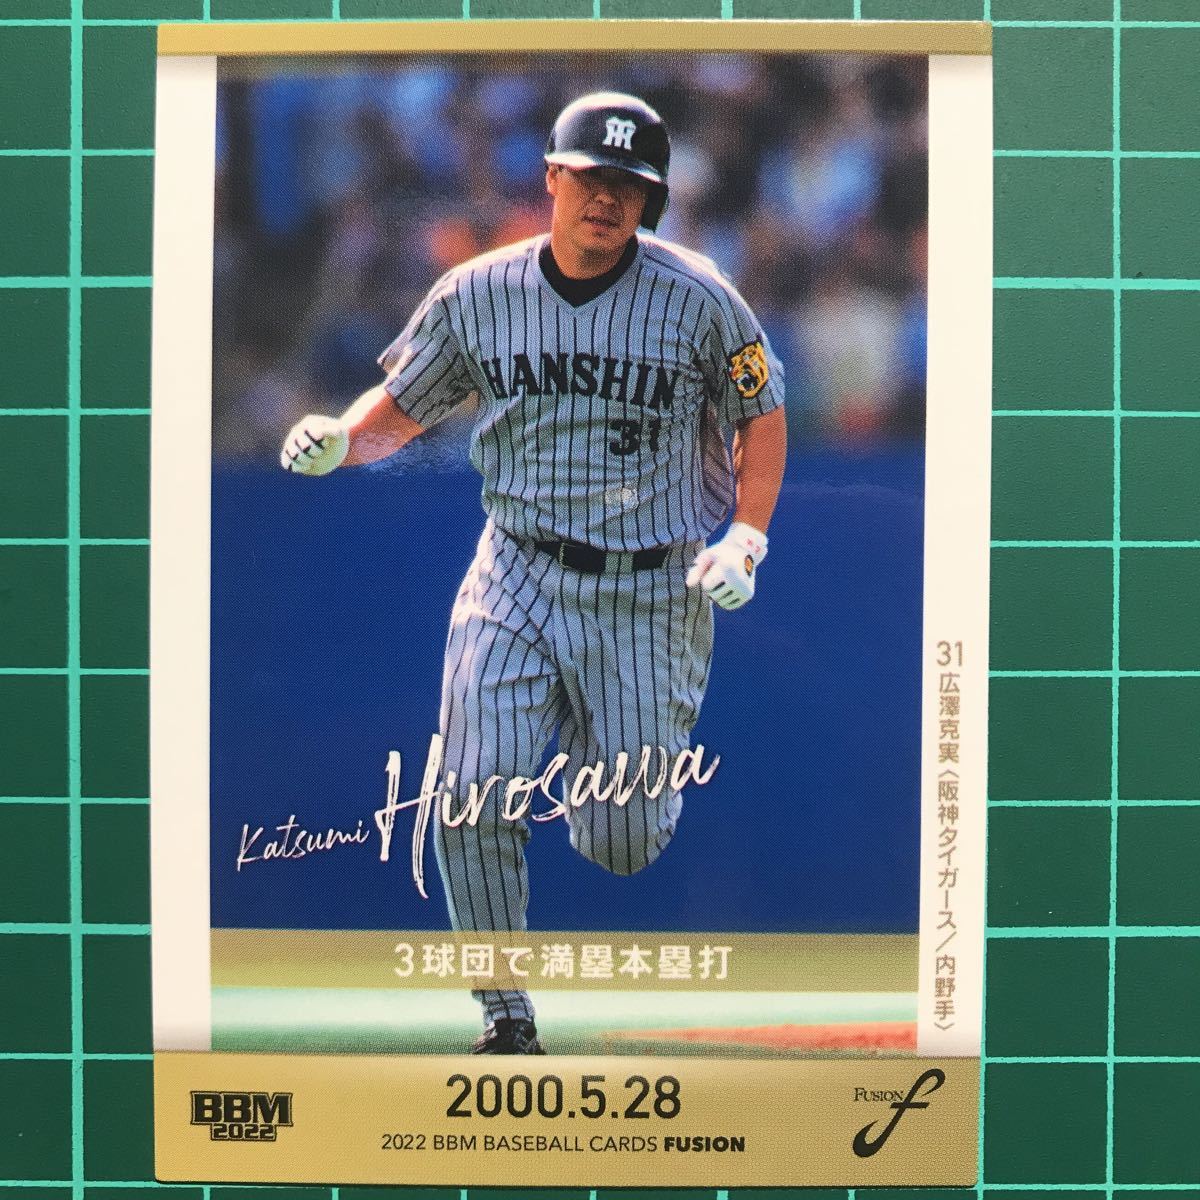 HANSHIN
31
Katsumi Hirosawa
31 広澤克実〈阪神タイガース/内野手〉
3球団で満塁本塁打
BBM
2022
2000.5.28
2022 BBM BASEBALL CARDS FUSION
FUSION f